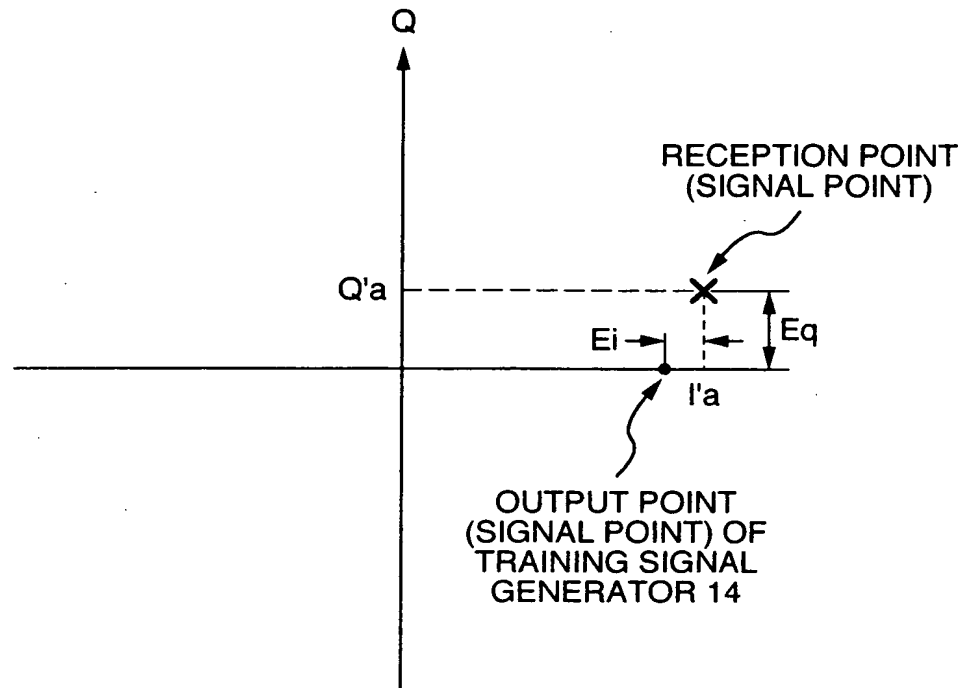 Q
RECEPTION POINT
(SIGNAL POINT)
Q'a
Ei
Eq
I'a
OUTPUT POINT
(SIGNAL POINT) OF
TRAINING SIGNAL
GENERATOR 14